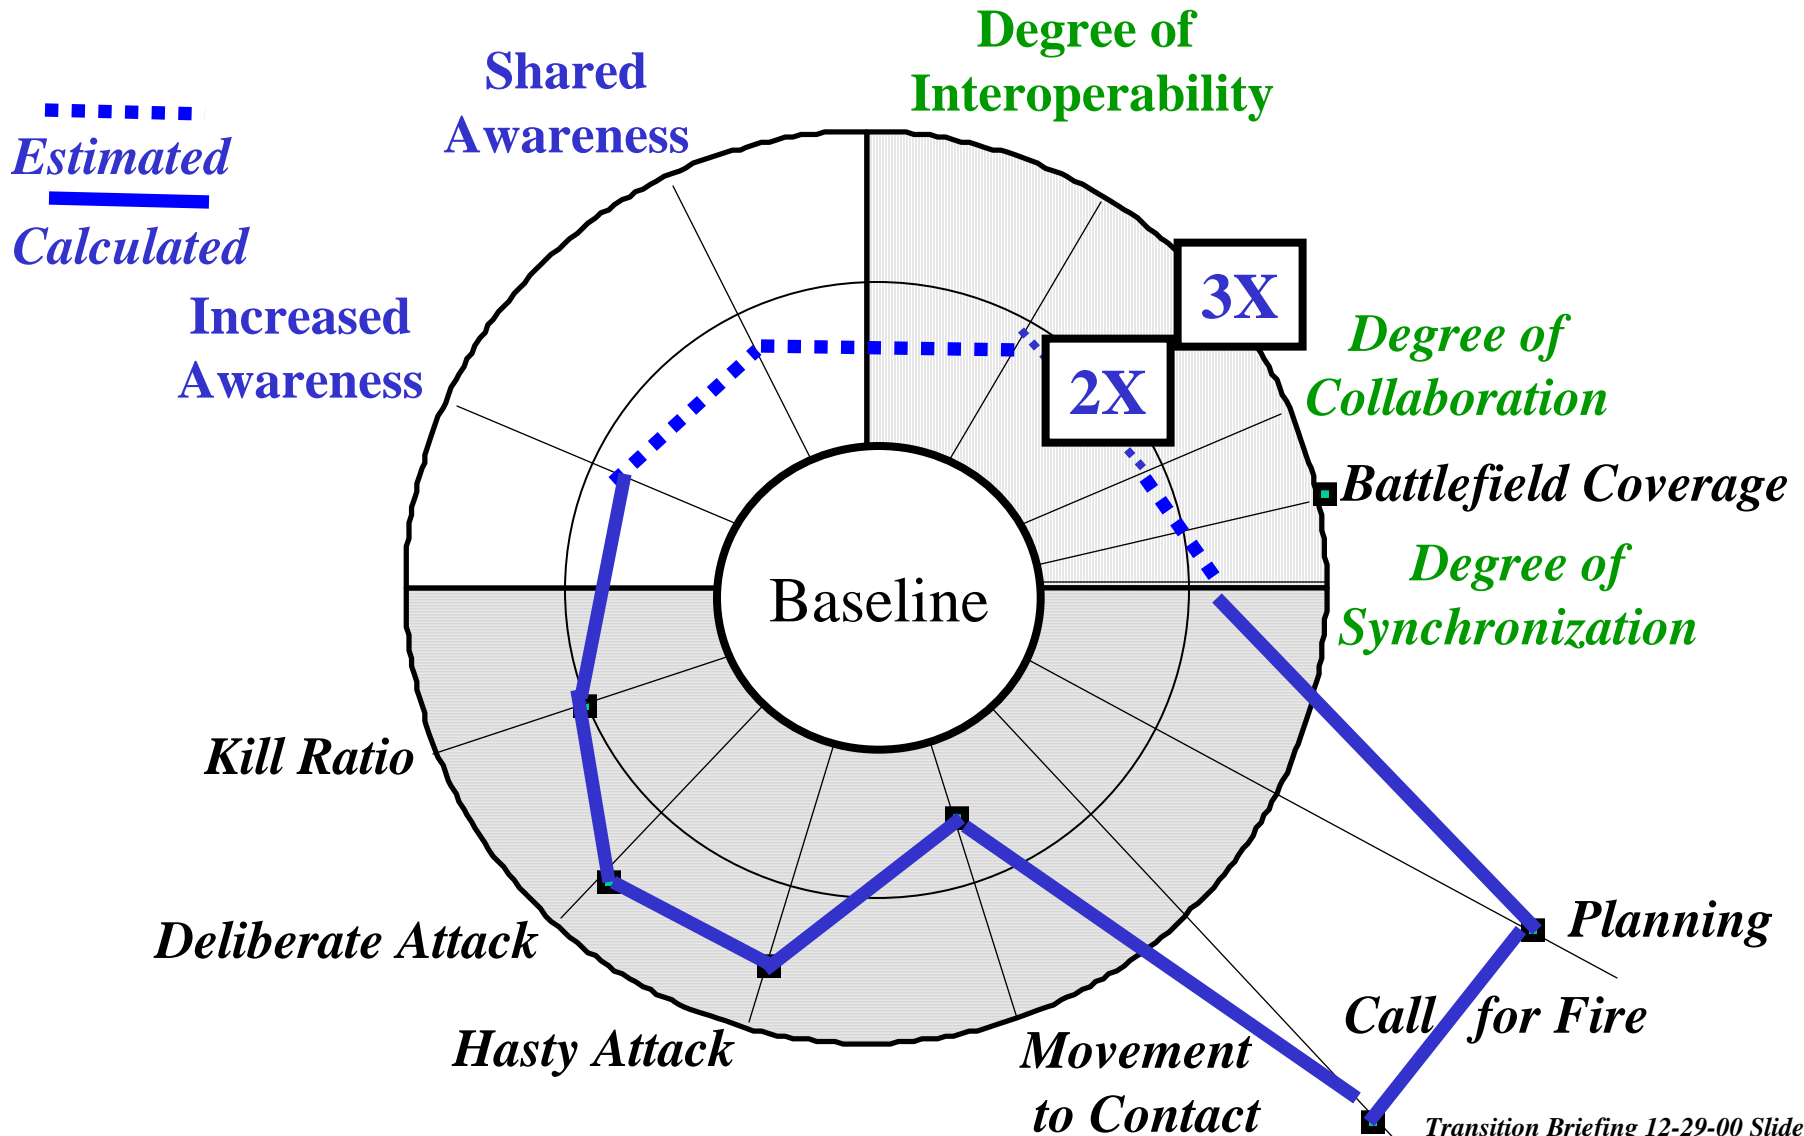 Degree of
Interoperability
Shared
Awareness
Estimated
Calculated
Increased
Awareness
3X
2X
Degree of
Collaboration
Battlefield Coverage
Degree of
Synchronization
Baseline
Kill Ratio
Deliberate Attack
Hasty Attack
Movement
to Contact
Planning
Call for Fire
Transition Briefing 12-29-00 Slide